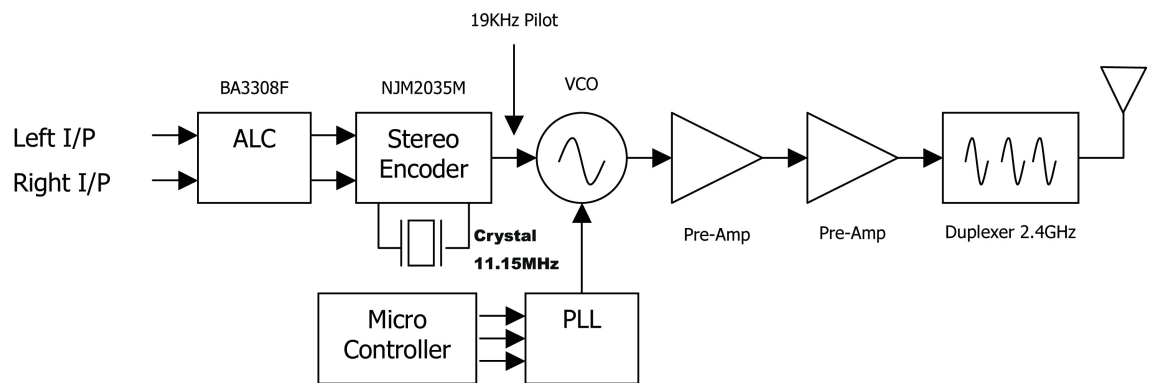 19KHz Pilot
BA3308F
NJM2035M
VCO
Left I/P
Right I/P
ALC
Stereo
Encoder
Pre-Amp
Pre-Amp
Duplexer 2.4GHz
Crystal
11.15MHz
Micro
Controller
PLL